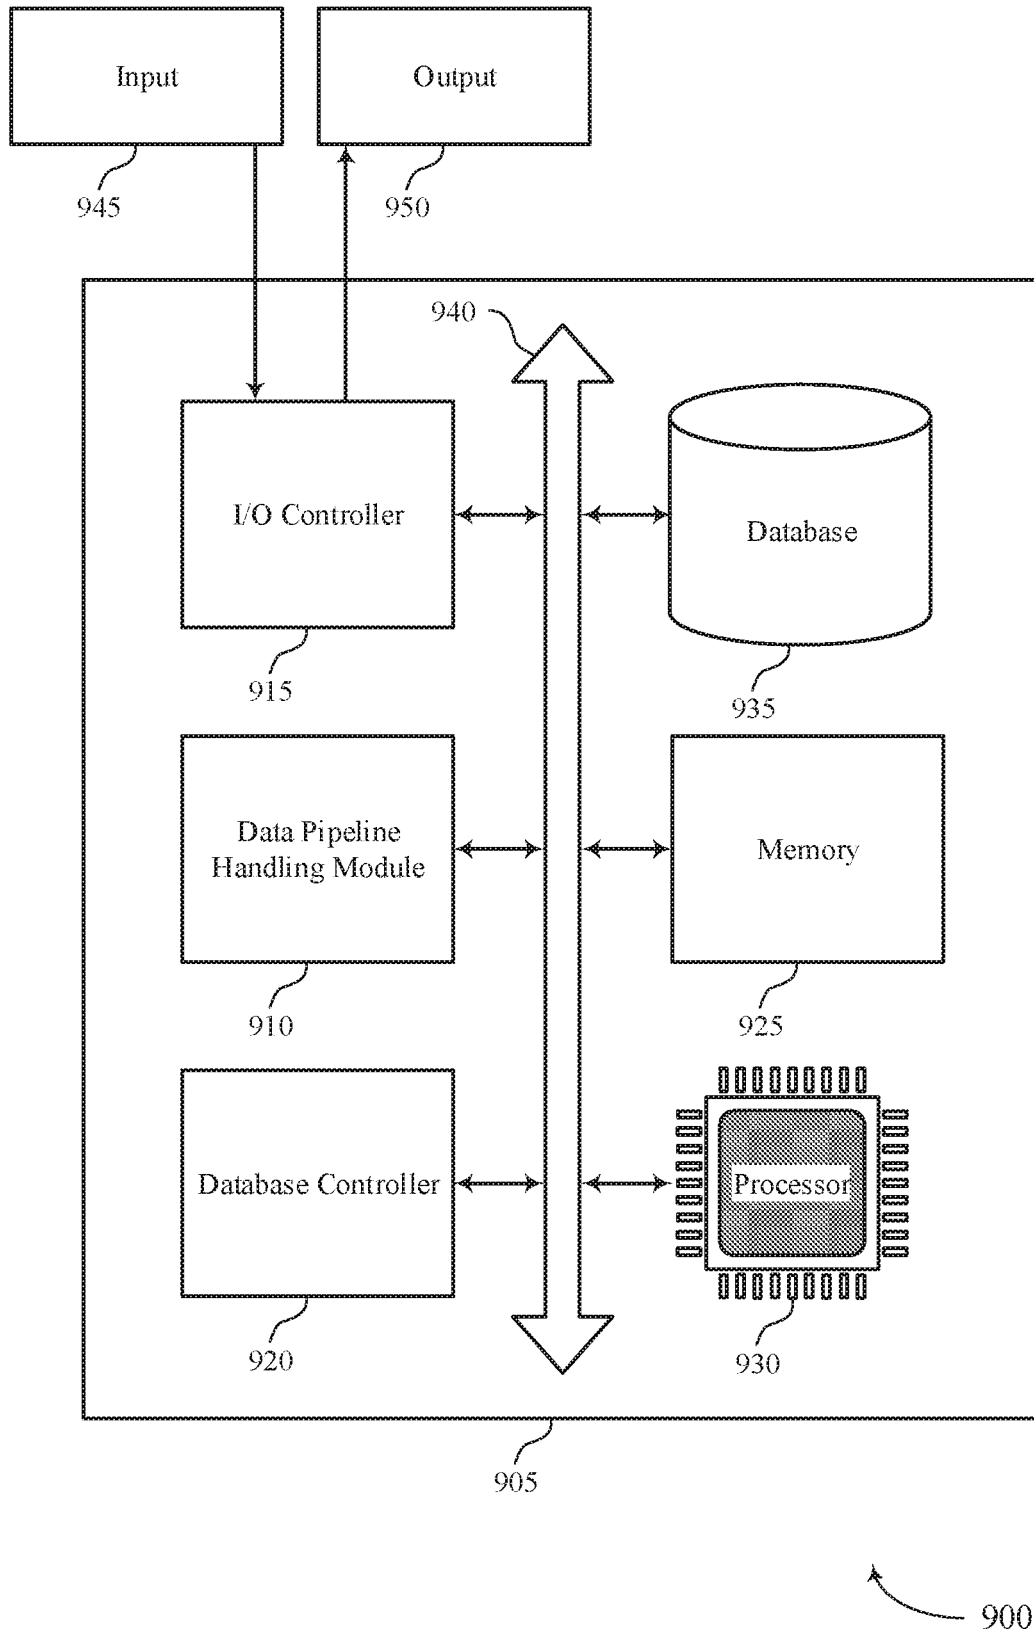 Input
Output
945
950
940
I/O Controller
Database
915
935
Data Pipeline
Handling Module
Memory
910
925
Database Controller
Processor
920
930
905
900